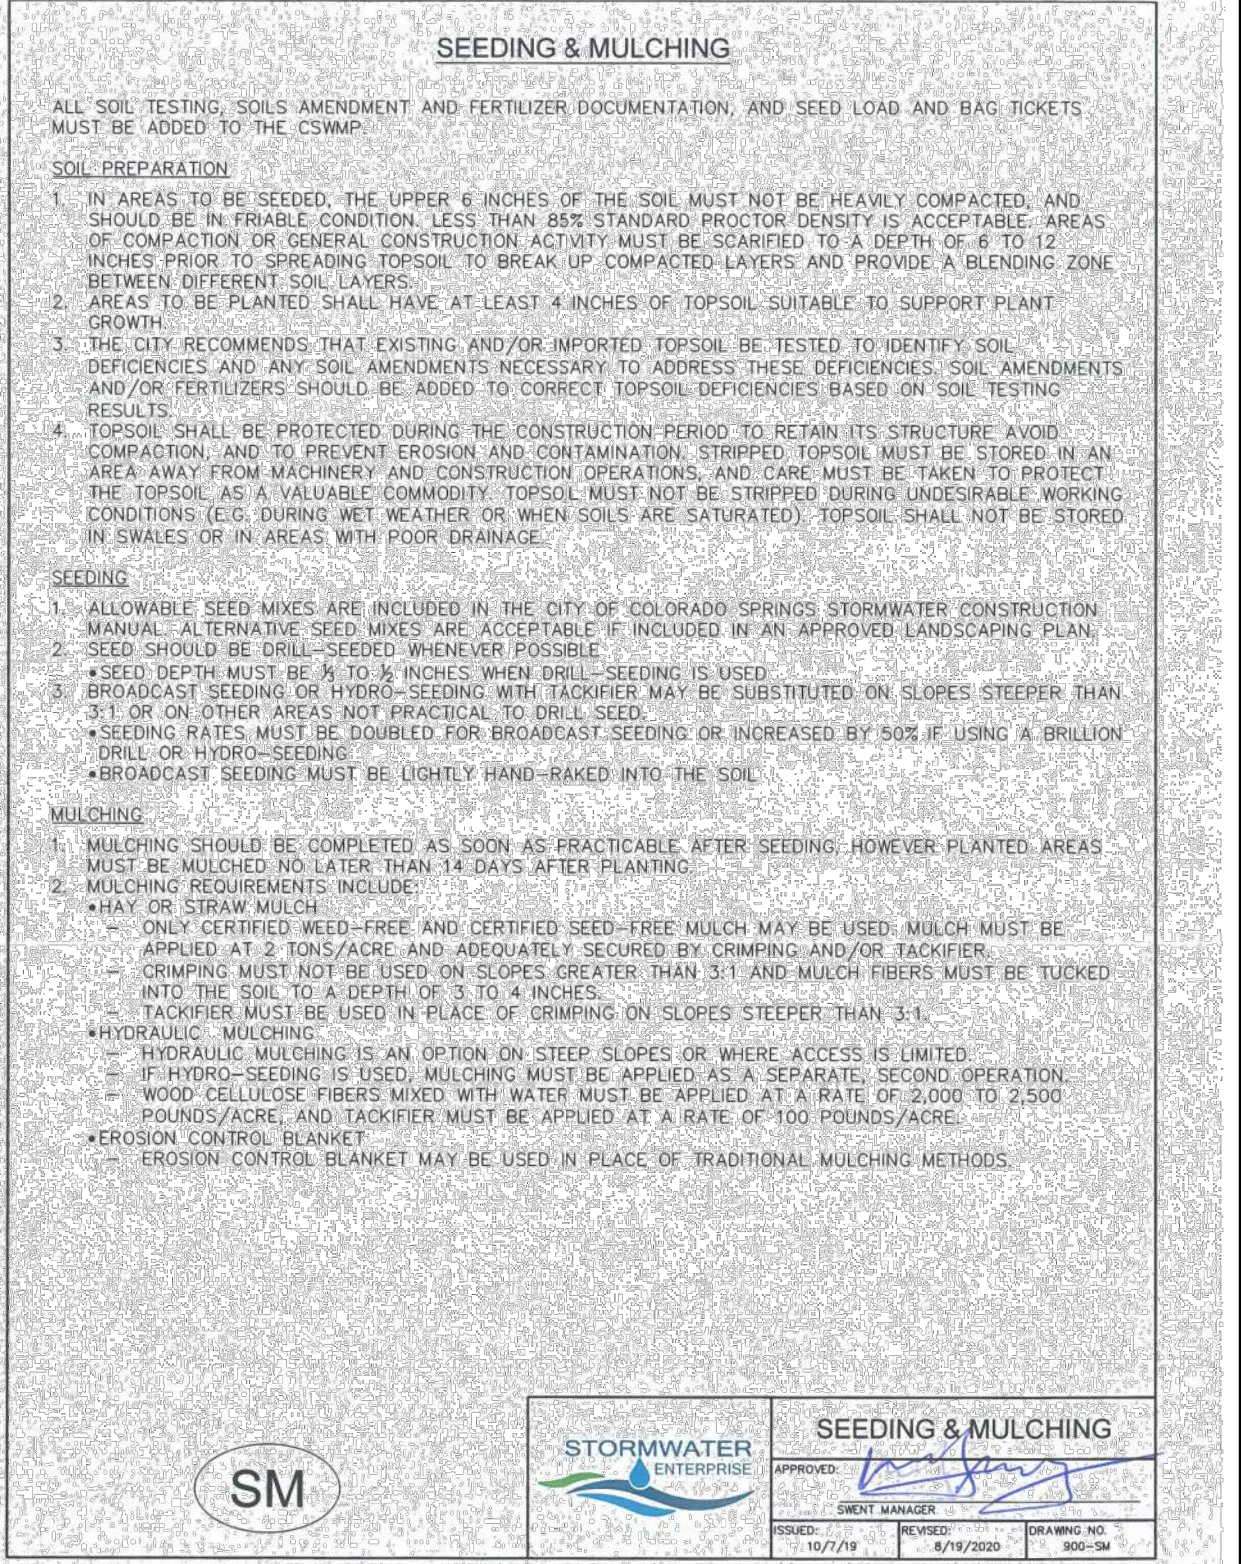 SEEDING & MULCHING
ALL SOIL TESTING, SOILS AMENDMENT AND FERTILIZER DOCUMENTATION, AND SEED LOAD AND BAG TICKETS
MUST BE ADDED TO THE CSWMP.
SOIL PREPARATION
1. IN AREAS TO BE SEEDED, THE UPPER 6 INCHES OF THE SOIL MUST NOT BE HEAVILY COMPACTED, AND
SHOULD BE IN FRIABLE CONDITION. LESS THAN 85% STANDARD PROCTOR DENSITY IS ACCEPTABLE. AREAS
OF COMPACTION OR GENERAL CONSTRUCTION ACTIVITY MUST BE SCARIFIED TO A DEPTH OF 6 TO 12
INCHES PRIOR TO SPREADING TOPSOIL TO BREAK UP COMPACTED LAYERS AND PROVIDE A BLENDING ZONE
BETWEEN DIFFERENT SOIL LAYERS.
2. AREAS TO BE PLANTED SHALL HAVE AT LEAST 4 INCHES OF TOPSOIL SUITABLE TO SUPPORT PLANT
GROWTH.
3. THE CITY RECOMMENDS THAT EXISTING AND/OR IMPORTED TOPSOIL BE TESTED TO IDENTIFY SOIL
DEFICIENCIES AND ANY SOIL AMENDMENTS NECESSARY TO ADDRESS THESE DEFICIENCIES. SOIL AMENDMENTS
AND/OR FERTILIZERS SHOULD BE ADDED TO CORRECT TOPSOIL DEFICIENCIES BASED ON SOIL TESTING
RESULTS.
4. TOPSOIL SHALL BE PROTECTED DURING THE CONSTRUCTION PERIOD TO RETAIN ITS STRUCTURE AVOID
COMPACTION, AND TO PREVENT EROSION AND CONTAMINATION. STRIPPED TOPSOIL MUST BE STORED IN AN
AREA AWAY FROM MACHINERY AND CONSTRUCTION OPERATIONS, AND CARE MUST BE TAKEN TO PROTECT
THE TOPSOIL AS A VALUABLE COMMODITY. TOPSOIL MUST NOT BE STRIPPED DURING UNDESIRABLE WORKING
CONDITIONS (E.G. DURING WET WEATHER OR WHEN SOILS ARE SATURATED). TOPSOIL SHALL NOT BE STORED
IN SWALES OR IN AREAS WITH POOR DRAINAGE.
SEEDING
1. ALLOWABLE SEED MIXES ARE INCLUDED IN THE CITY OF COLORADO SPRINGS STORMWATER CONSTRUCTION
MANUAL. ALTERNATIVE SEED MIXES ARE ACCEPTABLE IF INCLUDED IN AN APPROVED LANDSCAPING PLAN.
2. SEED SHOULD BE DRILL-SEEDED WHENEVER POSSIBLE
•SEED DEPTH MUST BE ⅓ TO ½ INCHES WHEN DRILL-SEEDING IS USED
3. BROADCAST SEEDING OR HYDRO-SEEDING WITH TACKIFIER MAY BE SUBSTITUTED ON SLOPES STEEPER THAN
3:1 OR ON OTHER AREAS NOT PRACTICAL TO DRILL SEED.
•SEEDING RATES MUST BE DOUBLED FOR BROADCAST SEEDING OR INCREASED BY 50% IF USING A BRILLION
DRILL OR HYDRO-SEEDING
•BROADCAST SEEDING MUST BE LIGHTLY HAND-RAKED INTO THE SOIL
MULCHING
1. MULCHING SHOULD BE COMPLETED AS SOON AS PRACTICABLE AFTER SEEDING, HOWEVER PLANTED AREAS
MUST BE MULCHED NO LATER THAN 14 DAYS AFTER PLANTING.
2. MULCHING REQUIREMENTS INCLUDE:
•HAY OR STRAW MULCH
– ONLY CERTIFIED WEED-FREE AND CERTIFIED SEED-FREE MULCH MAY BE USED. MULCH MUST BE
APPLIED AT 2 TONS/ACRE AND ADEQUATELY SECURED BY CRIMPING AND/OR TACKIFIER.
– CRIMPING MUST NOT BE USED ON SLOPES GREATER THAN 3:1 AND MULCH FIBERS MUST BE TUCKED
INTO THE SOIL TO A DEPTH OF 3 TO 4 INCHES.
– TACKIFIER MUST BE USED IN PLACE OF CRIMPING ON SLOPES STEEPER THAN 3:1.
•HYDRAULIC MULCHING
– HYDRAULIC MULCHING IS AN OPTION ON STEEP SLOPES OR WHERE ACCESS IS LIMITED.
– IF HYDRO-SEEDING IS USED, MULCHING MUST BE APPLIED AS A SEPARATE, SECOND OPERATION.
– WOOD CELLULOSE FIBERS MIXED WITH WATER MUST BE APPLIED AT A RATE OF 2,000 TO 2,500
POUNDS/ACRE, AND TACKIFIER MUST BE APPLIED AT A RATE OF 100 POUNDS/ACRE.
•EROSION CONTROL BLANKET
– EROSION CONTROL BLANKET MAY BE USED IN PLACE OF TRADITIONAL MULCHING METHODS.
SM
STORMWATER
ENTERPRISE
SEEDING & MULCHING
APPROVED:
SWENT MANAGER
ISSUED: 10/7/19
REVISED: 8/19/2020
DRAWING NO. 900-SM